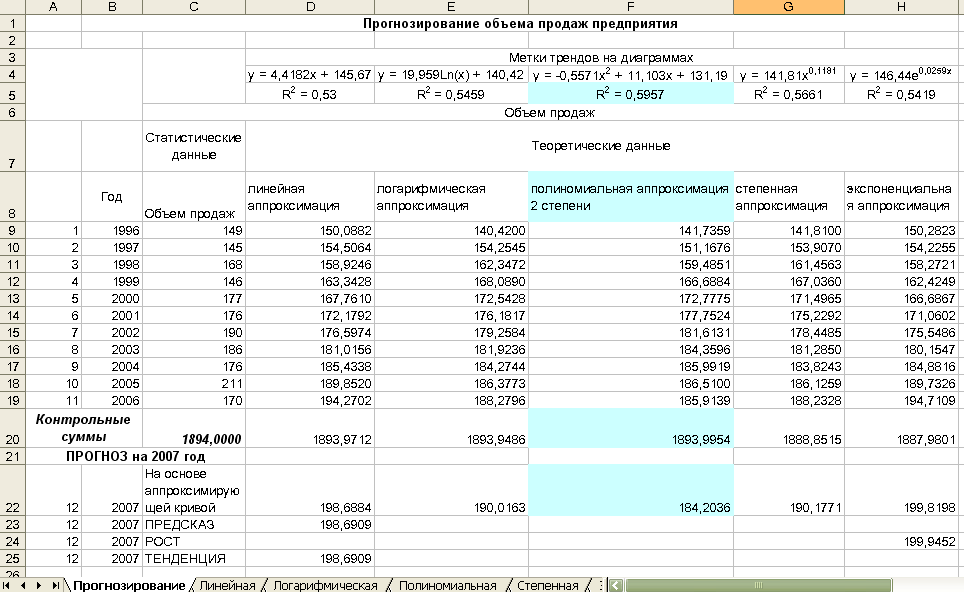 A B C D E F G H
1 Прогнозирование объема продаж предприятия
2
3 Метки трендов на диаграммах
4 y = 4,4182x + 145,67 y = 19,959Ln(x) + 140,42 y = -0,5571x² + 11,103x + 131,19 y = 141,81x^0,1181 y = 146,44e^0,0259x
5 R² = 0,53 R² = 0,5459 R² = 0,5957 R² = 0,5661 R² = 0,5419
6 Объем продаж
7 Статистические данные Теоретические данные
8 Год Объем продаж линейная аппроксимация логарифмическая аппроксимация полиномиальная аппроксимация 2 степени степенная аппроксимация экспоненциальная аппроксимация
9 1 1996 149 150,0882 140,4200 141,7359 141,8100 150,2823
10 2 1997 145 154,5064 154,2545 151,1676 153,9070 154,2255
11 3 1998 168 158,9246 162,3472 159,4851 161,4563 158,2721
12 4 1999 146 163,3428 168,0890 166,6884 167,0360 162,4249
13 5 2000 177 167,7610 172,5428 172,7775 171,4965 166,6867
14 6 2001 176 172,1792 176,1817 177,7524 175,2292 171,0602
15 7 2002 190 176,5974 179,2584 181,6131 178,4485 175,5486
16 8 2003 186 181,0156 181,9236 184,3596 181,2850 180,1547
17 9 2004 176 185,4338 184,2744 185,9919 183,8243 184,8816
18 10 2005 211 189,8520 186,3773 186,5100 186,1259 189,7326
19 11 2006 170 194,2702 188,2796 185,9139 188,2328 194,7109
20 Контрольные суммы 1894,0000 1893,9712 1893,9486 1893,9954 1888,8515 1887,9801
21 ПРОГНОЗ на 2007 год
22 12 2007 На основе аппроксимирующей кривой 198,6884 190,0163 184,2036 190,1771 199,8198
23 12 2007 ПРЕДСКАЗ 198,6909
24 12 2007 РОСТ 199,9452
25 12 2007 ТЕНДЕНЦИЯ 198,6909
26
Прогнозирование Линейная Логарифмическая Полиномиальная Степенная